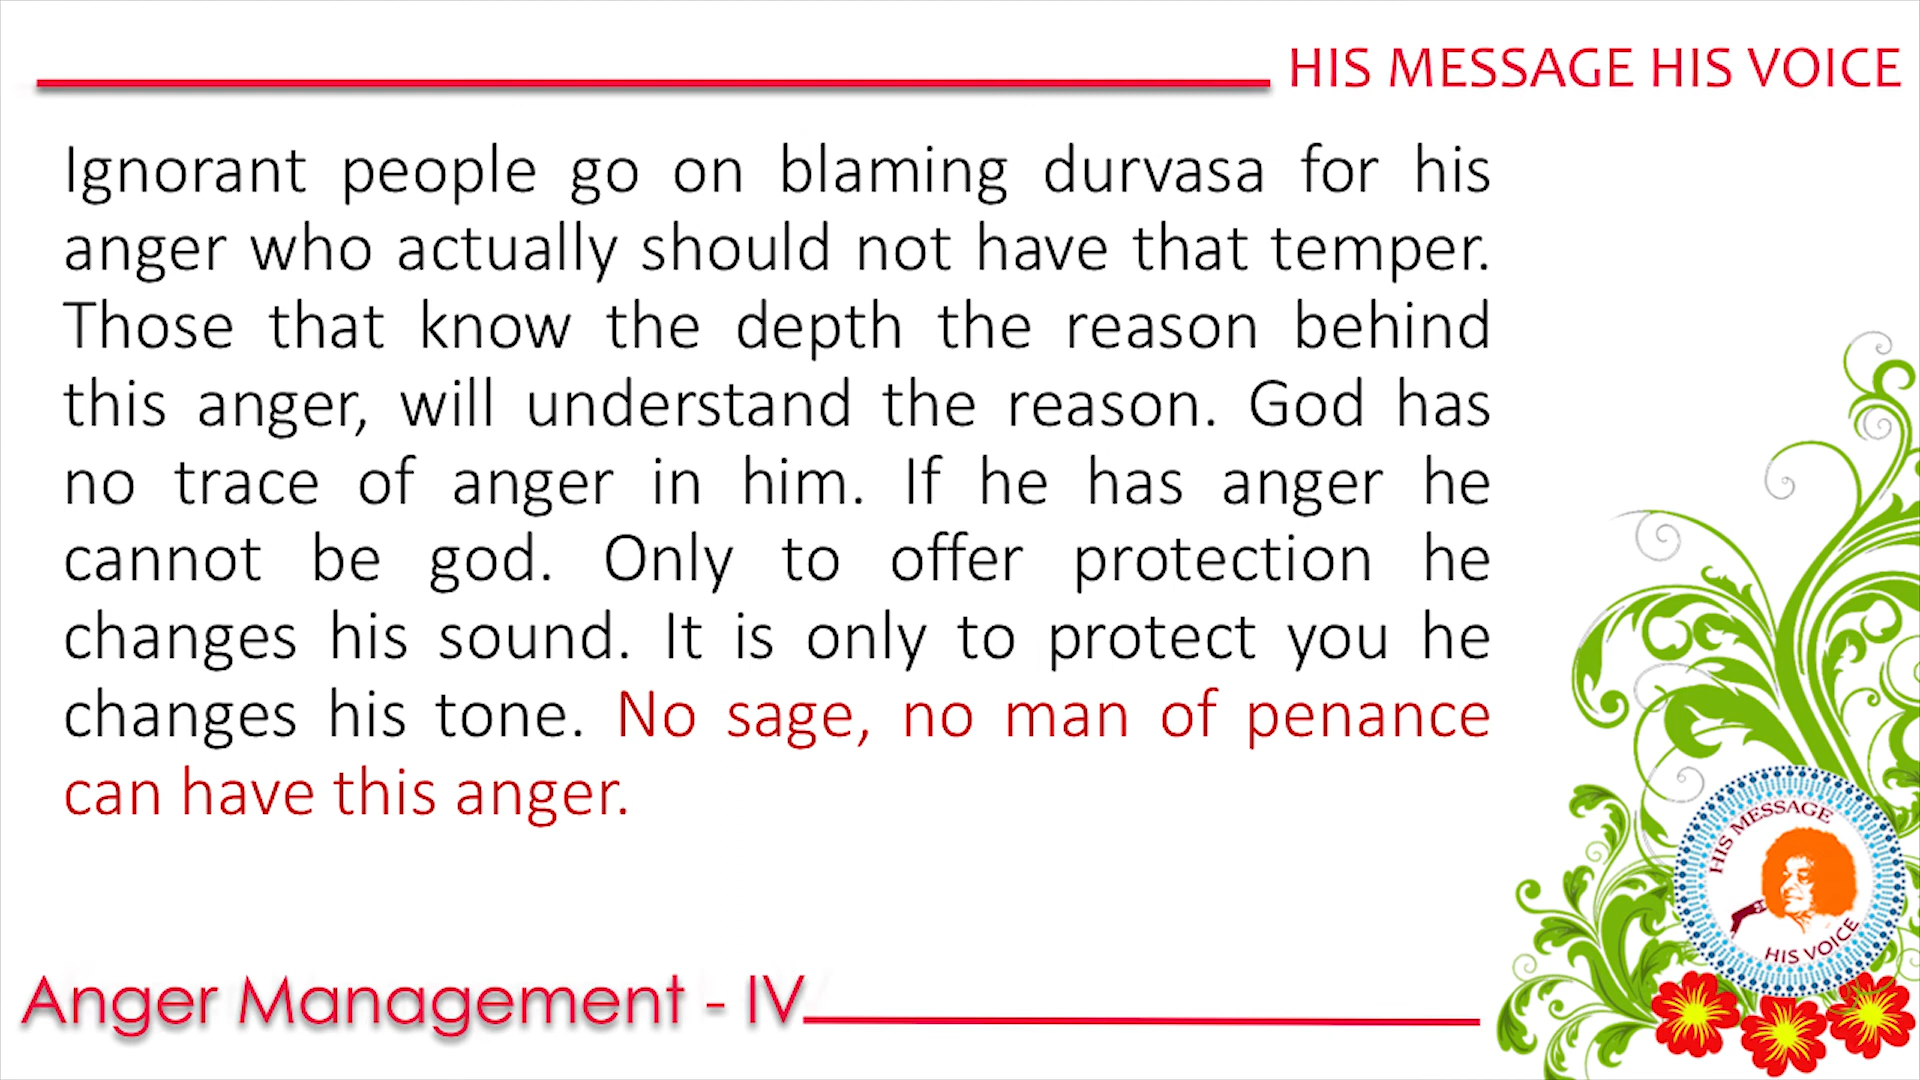 HIS MESSAGE HIS VOICE
Ignorant people go on blaming durvasa for his
anger who actually should not have that temper.
Those that know the depth the reason behind
this anger, will understand the reason. God has
no trace of anger in him. If he has anger he
cannot be god. Only to offer protection he
changes his sound. It is only to protect you he
changes his tone. No sage, no man of penance
can have this anger.
HIS MESSAGE
HIS VOICE
Anger Management - IV